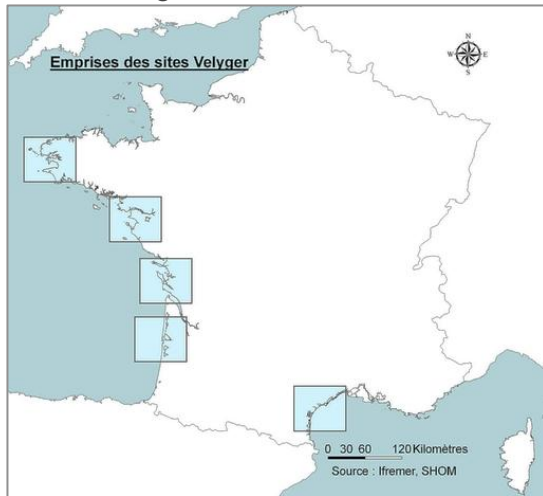 Emprises des sites Velyger
N
W E
S
0 30 60 120 Kilomètres
Source : Ifremer, SHOM